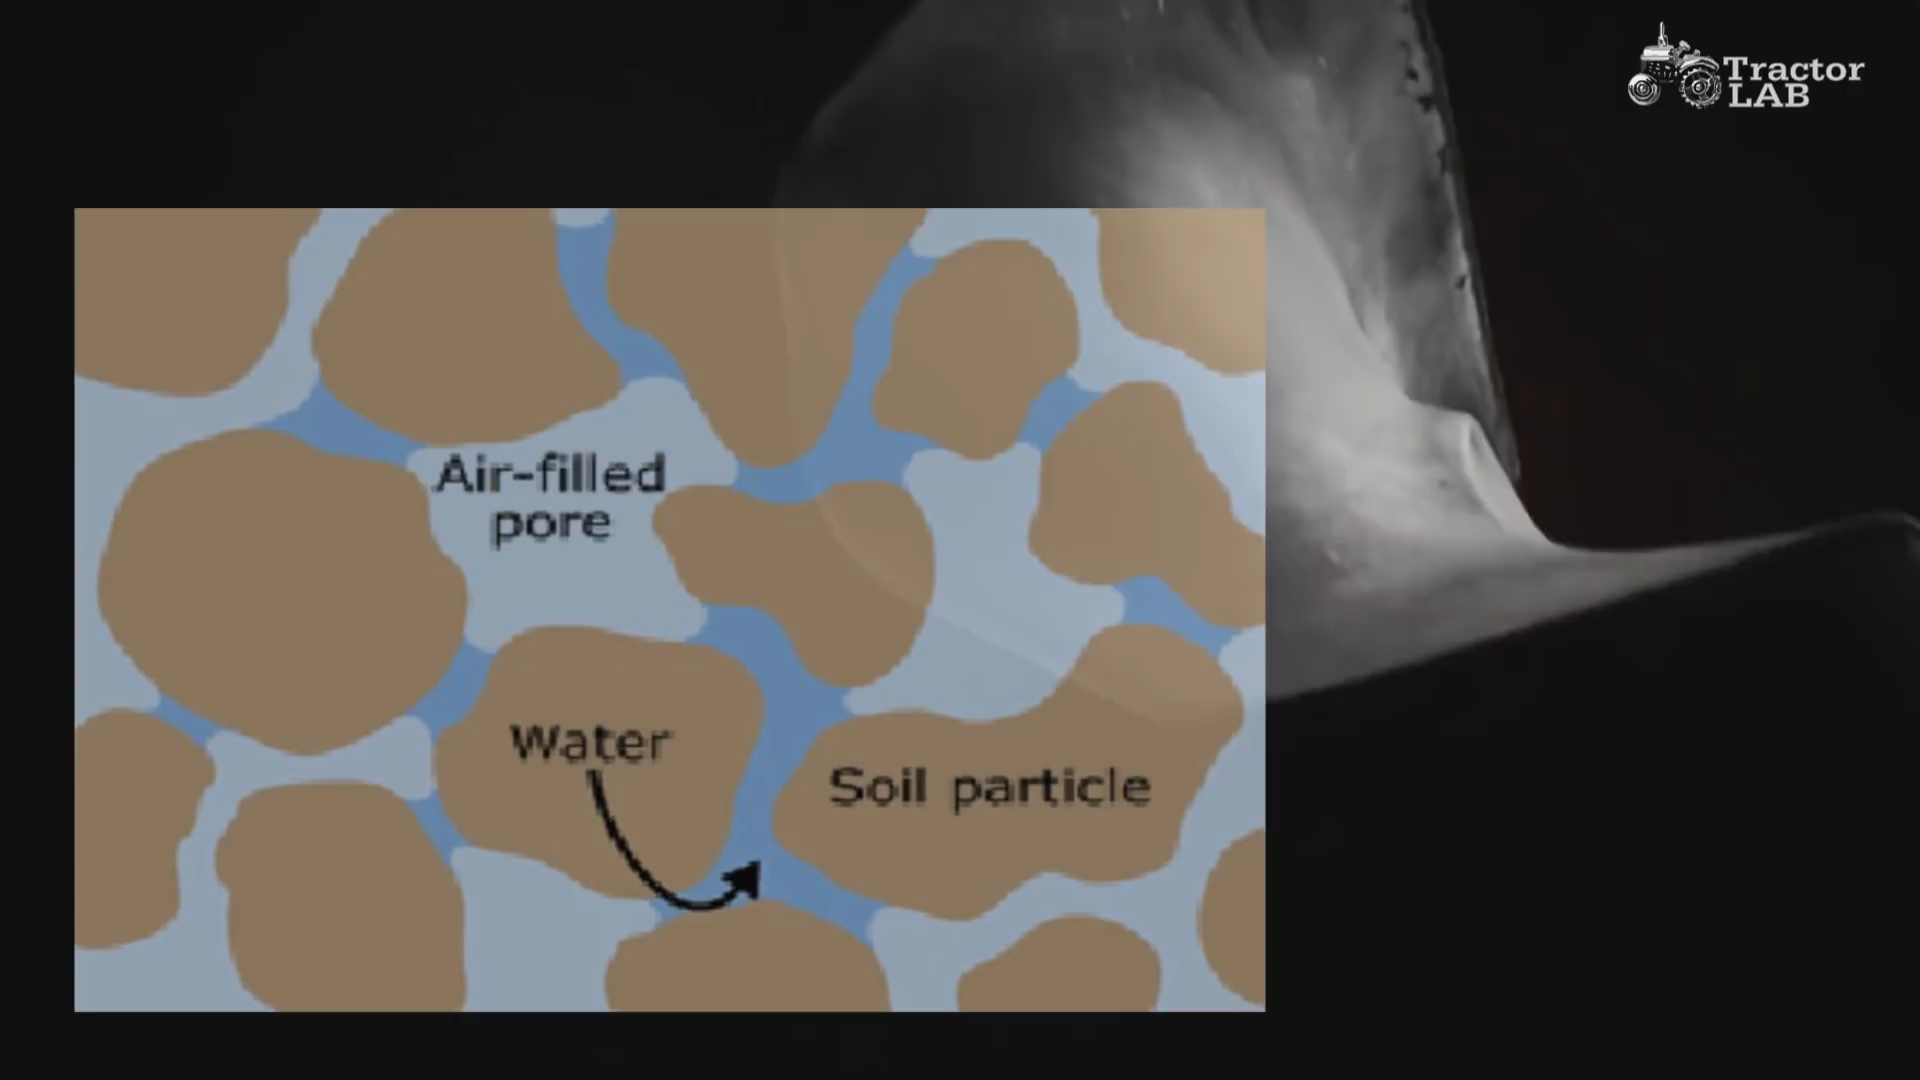 Tractor
LAB
Air-filled
pore
Water
Soil particle